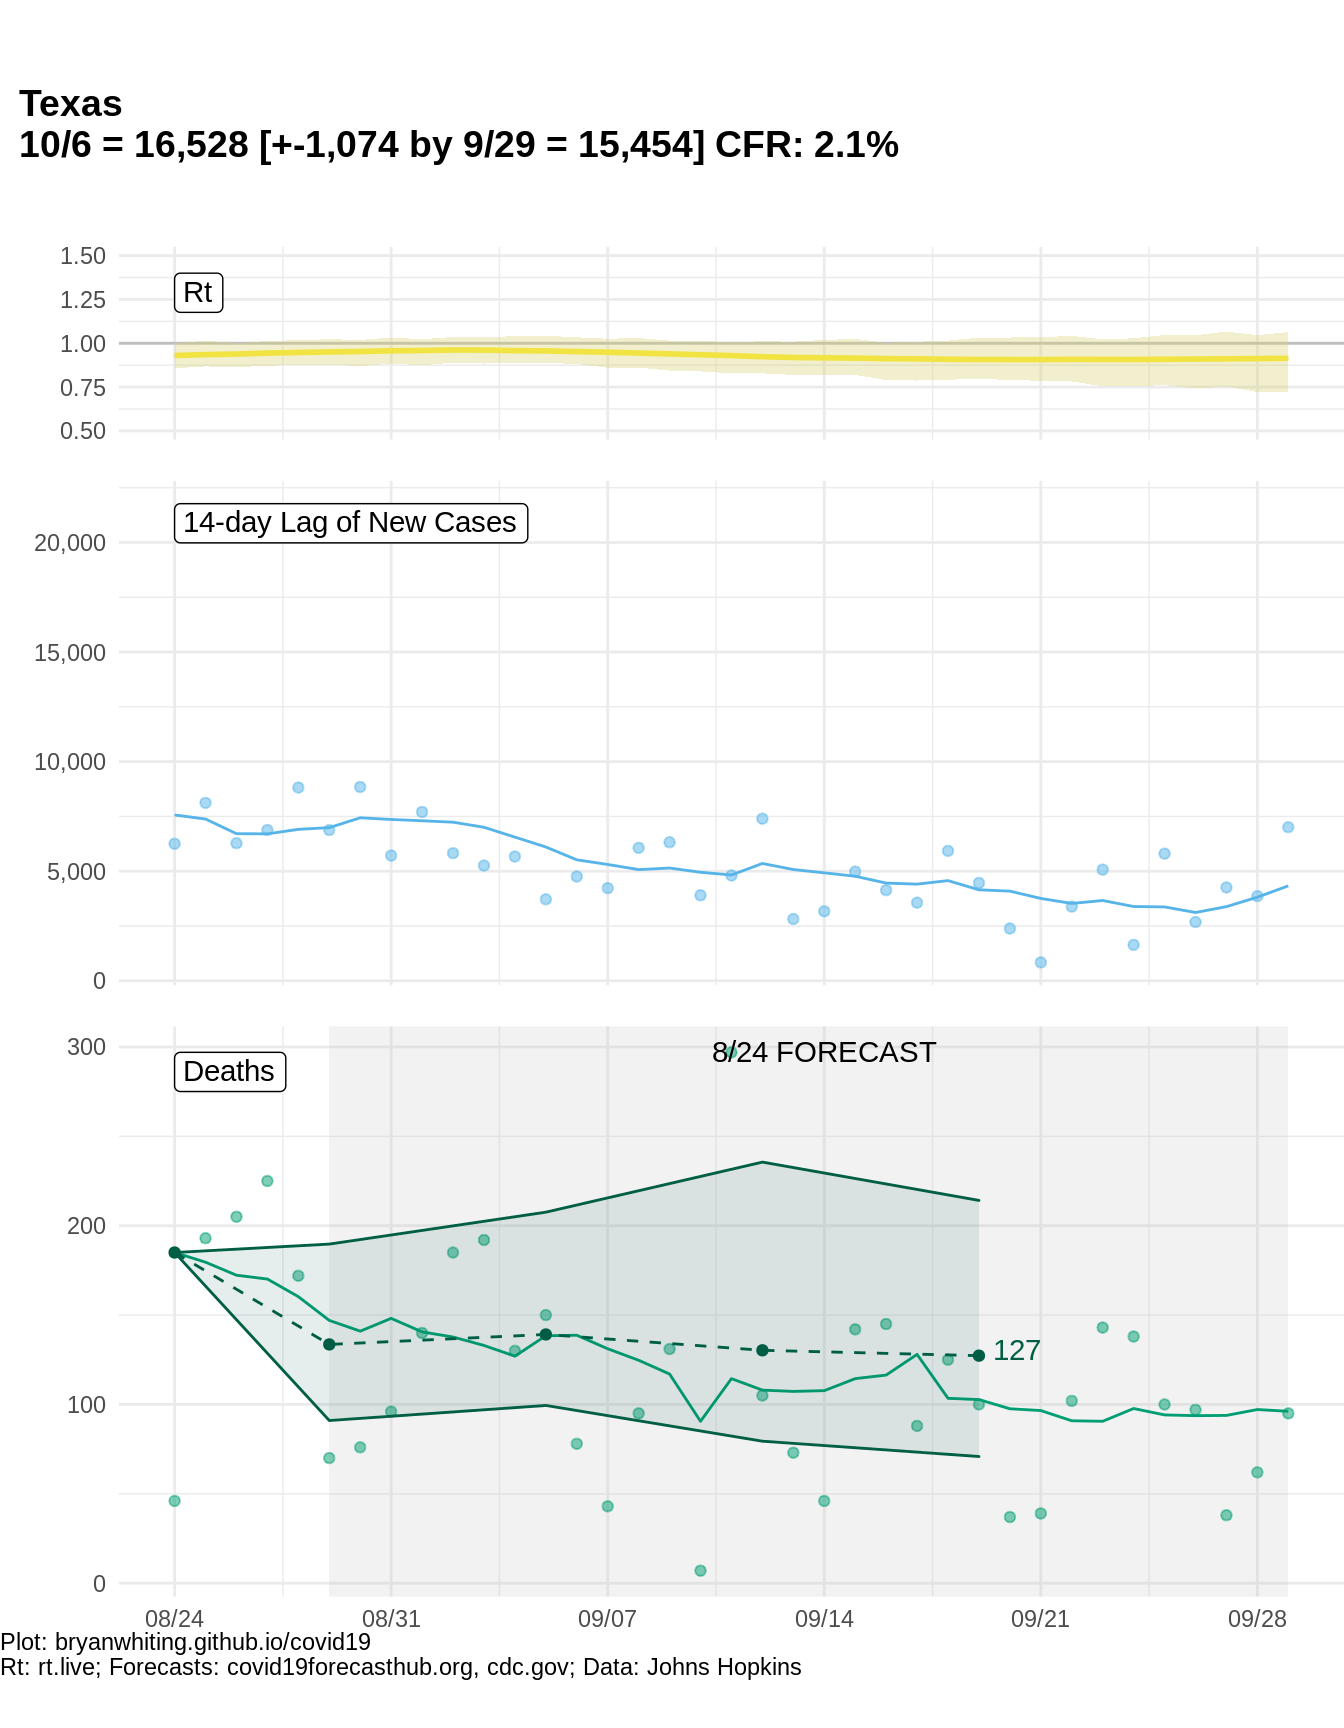 Texas
10/6 = 16,528 [+-1,074 by 9/29 = 15,454] CFR: 2.1%
1.50
Rt
1.25
1.00
0.75
0.50
14-day Lag of New Cases
20,000
15,000
10,000
5,000
0
300
8/24 FORECAST
Deaths
200
127
100
0
08/24 08/31 09/07 09/14 09/21 09/28
Plot: bryanwhiting.github.io/covid19
Rt: rt.live; Forecasts: covid19forecasthub.org, cdc.gov; Data: Johns Hopkins